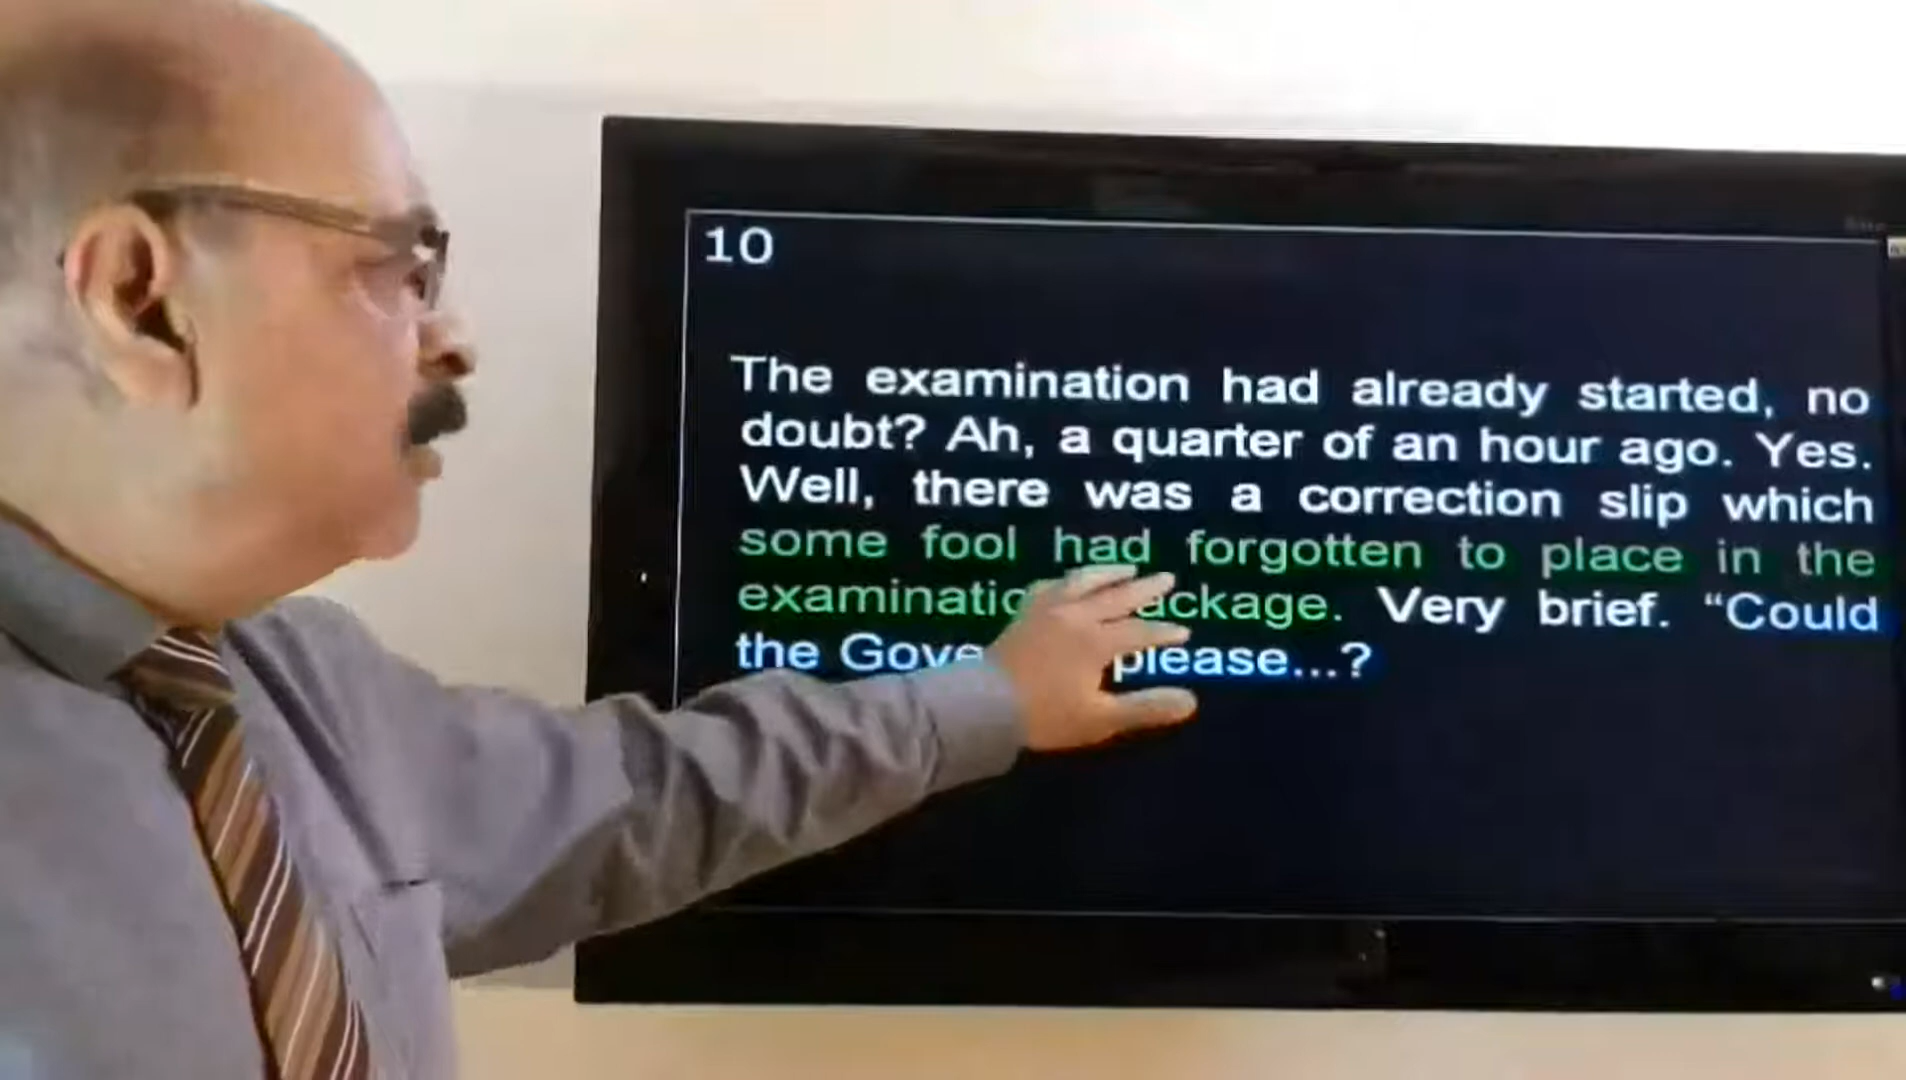 10
The examination had already started, no
doubt? Ah, a quarter of an hour ago. Yes.
Well, there was a correction slip which
some fool had forgotten to place in the
examinatio ackage. Very brief. “Could
the Gove please...?